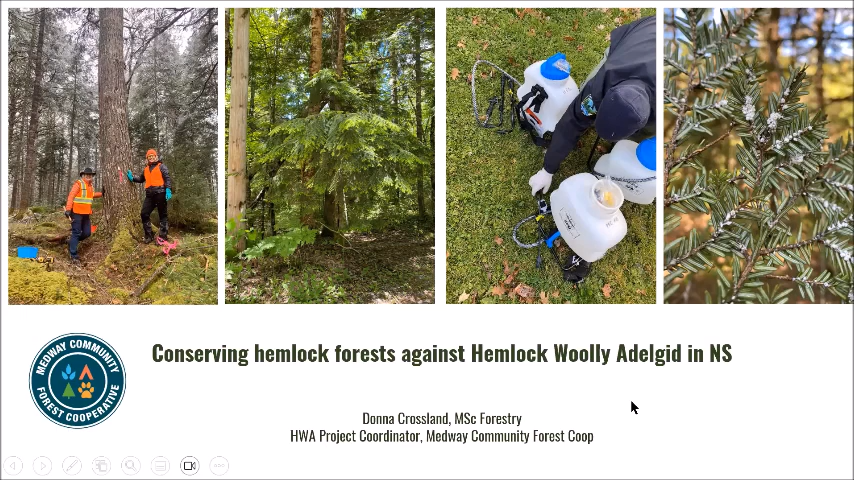 Conserving hemlock forests against Hemlock Woolly Adelgid in NS
MEDWAY COMMUNITY
FOREST COOPERATIVE
Donna Crossland, MSc Forestry
HWA Project Coordinator, Medway Community Forest Coop